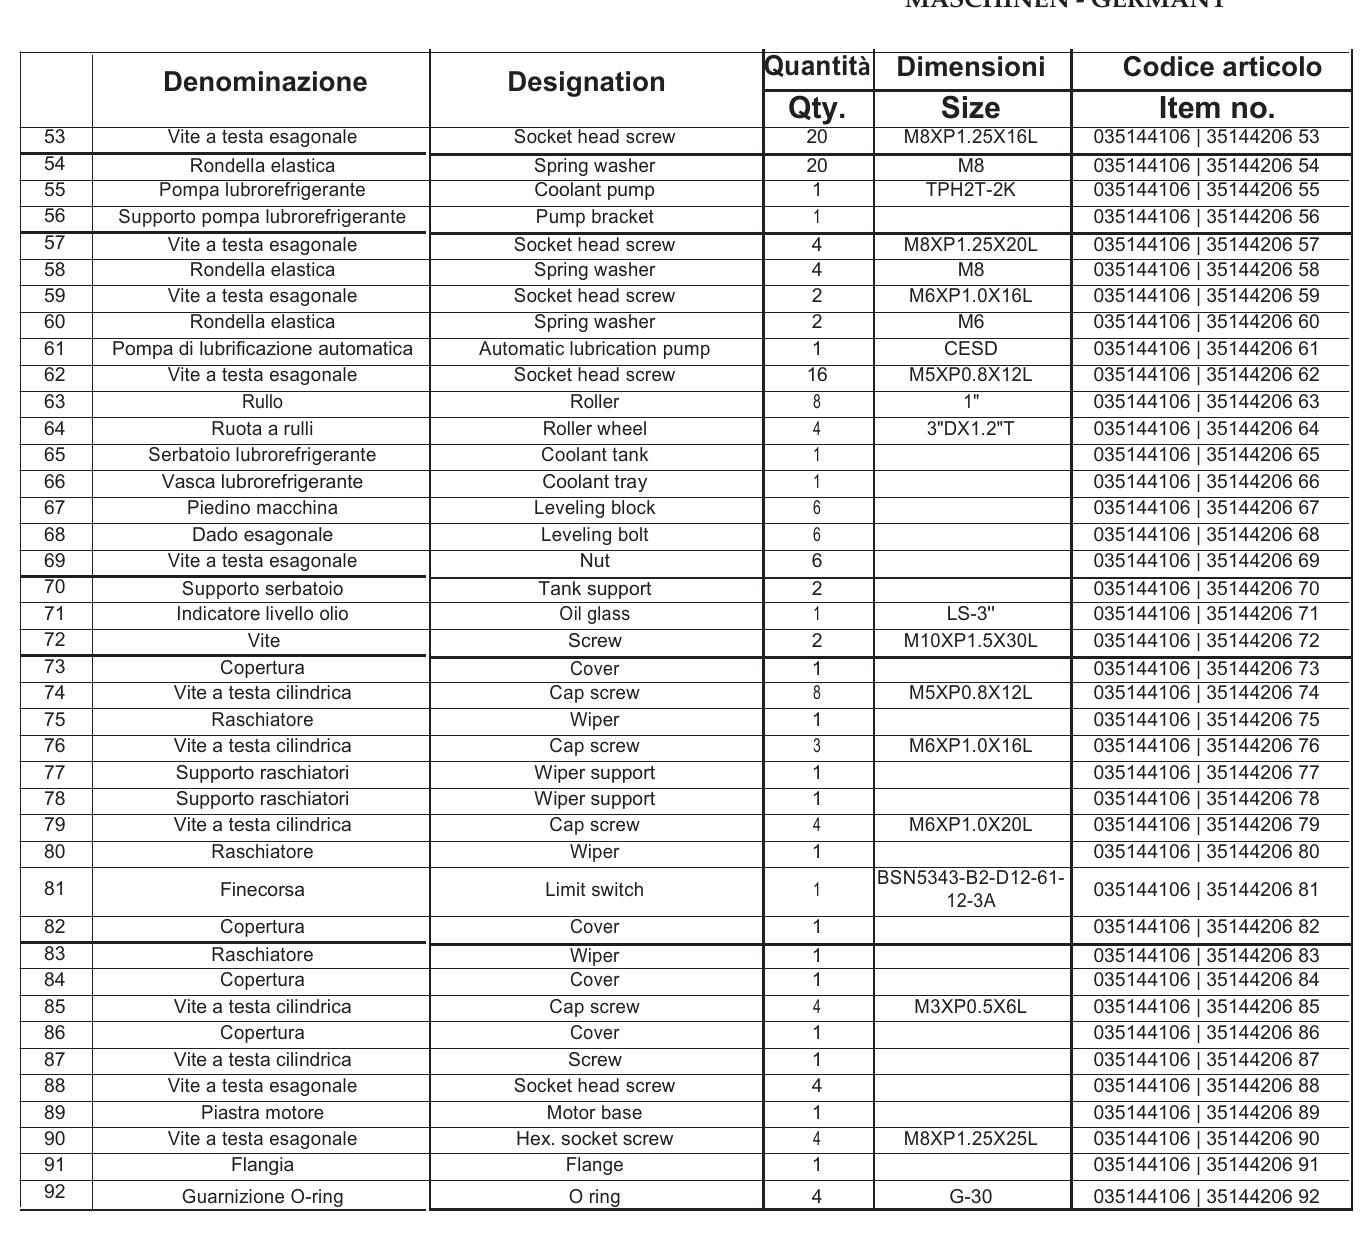 MASCHINEN - GERMANY
Denominazione Designation Quantità Dimensioni Codice articolo
Qty. Size Item no.
53 Vite a testa esagonale Socket head screw 20 M8XP1.25X16L 035144106 | 35144206 53
54 Rondella elastica Spring washer 20 M8 035144106 | 35144206 54
55 Pompa lubrorefrigerante Coolant pump 1 TPH2T-2K 035144106 | 35144206 55
56 Supporto pompa lubrorefrigerante Pump bracket 1 035144106 | 35144206 56
57 Vite a testa esagonale Socket head screw 4 M8XP1.25X20L 035144106 | 35144206 57
58 Rondella elastica Spring washer 4 M8 035144106 | 35144206 58
59 Vite a testa esagonale Socket head screw 2 M6XP1.0X16L 035144106 | 35144206 59
60 Rondella elastica Spring washer 2 M6 035144106 | 35144206 60
61 Pompa di lubrificazione automatica Automatic lubrication pump 1 CESD 035144106 | 35144206 61
62 Vite a testa esagonale Socket head screw 16 M5XP0.8X12L 035144106 | 35144206 62
63 Rullo Roller 8 1" 035144106 | 35144206 63
64 Ruota a rulli Roller wheel 4 3"DX1.2"T 035144106 | 35144206 64
65 Serbatoio lubrorefrigerante Coolant tank 1 035144106 | 35144206 65
66 Vasca lubrorefrigerante Coolant tray 1 035144106 | 35144206 66
67 Piedino macchina Leveling block 6 035144106 | 35144206 67
68 Dado esagonale Leveling bolt 6 035144106 | 35144206 68
69 Vite a testa esagonale Nut 6 035144106 | 35144206 69
70 Supporto serbatoio Tank support 2 035144106 | 35144206 70
71 Indicatore livello olio Oil glass 1 LS-3" 035144106 | 35144206 71
72 Vite Screw 2 M10XP1.5X30L 035144106 | 35144206 72
73 Copertura Cover 1 035144106 | 35144206 73
74 Vite a testa cilindrica Cap screw 8 M5XP0.8X12L 035144106 | 35144206 74
75 Raschiatore Wiper 1 035144106 | 35144206 75
76 Vite a testa cilindrica Cap screw 3 M6XP1.0X16L 035144106 | 35144206 76
77 Supporto raschiatori Wiper support 1 035144106 | 35144206 77
78 Supporto raschiatori Wiper support 1 035144106 | 35144206 78
79 Vite a testa cilindrica Cap screw 4 M6XP1.0X20L 035144106 | 35144206 79
80 Raschiatore Wiper 1 035144106 | 35144206 80
81 Finecorsa Limit switch 1 BSN5343-B2-D12-61-
12-3A 035144106 | 35144206 81
82 Copertura Cover 1 035144106 | 35144206 82
83 Raschiatore Wiper 1 035144106 | 35144206 83
84 Copertura Cover 1 035144106 | 35144206 84
85 Vite a testa cilindrica Cap screw 4 M3XP0.5X6L 035144106 | 35144206 85
86 Copertura Cover 1 035144106 | 35144206 86
87 Vite a testa cilindrica Screw 1 035144106 | 35144206 87
88 Vite a testa esagonale Socket head screw 4 035144106 | 35144206 88
89 Piastra motore Motor base 1 035144106 | 35144206 89
90 Vite a testa esagonale Hex. socket screw 4 M8XP1.25X25L 035144106 | 35144206 90
91 Flangia Flange 1 035144106 | 35144206 91
92 Guarnizione O-ring O ring 4 G-30 035144106 | 35144206 92